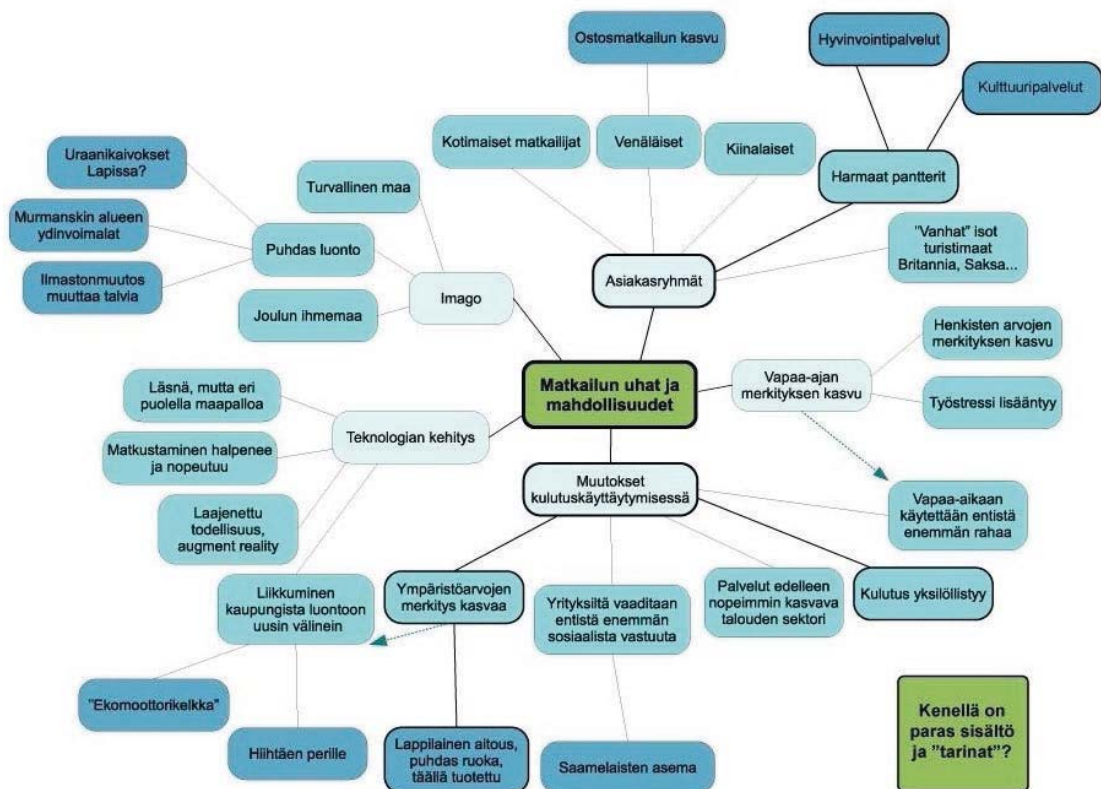 Ostosmatkailun kasvu
Hyvinvointipalvelut
Kulttuuripalvelut
Kotimaiset matkailijat
Venäläiset
Kiinalaiset
Harmaat pantterit
Uraanikaivokset
Lapissa?
Turvallinen maa
Murmanskin alueen
ydinvoimalat
Puhdas luonto
"Vanhat" isot
turistimaat
Britannia, Saksa...
Ilmastonmuutos
muuttaa talvia
Imago
Asiakasryhmät
Joulun ihmemaa
Henkisten arvojen
merkityksen kasvu
Matkailun uhat ja
mahdollisuudet
Vapaa-ajan
merkityksen kasvu
Läsnä, mutta eri
puolella maapalloa
Työstressi lisääntyy
Teknologian kehitys
Matkustaminen halpenee
ja nopeutuu
Muutokset
kulutuskäyttäytymisessä
Vapaa-aikaan
käytettään entistä
enemmän rahaa
Laajenettu
todellisuus,
augment reality
Liikkuminen
kaupungista luontoon
uusin välinein
Ympäristöarvojen
merkitys kasvaa
Yrityksiltä vaaditaan
entistä enemmän
sosiaalista vastuuta
Palvelut edelleen
nopeimmin kasvava
talouden sektori
Kulutus yksilöllistyy
"Ekomoottorikelkka"
Hiihtäen perille
Lappilainen aitous,
puhdas ruoka,
täällä tuotettu
Saamelaisten asema
Kenellä on
paras sisältö
ja "tarinat"?